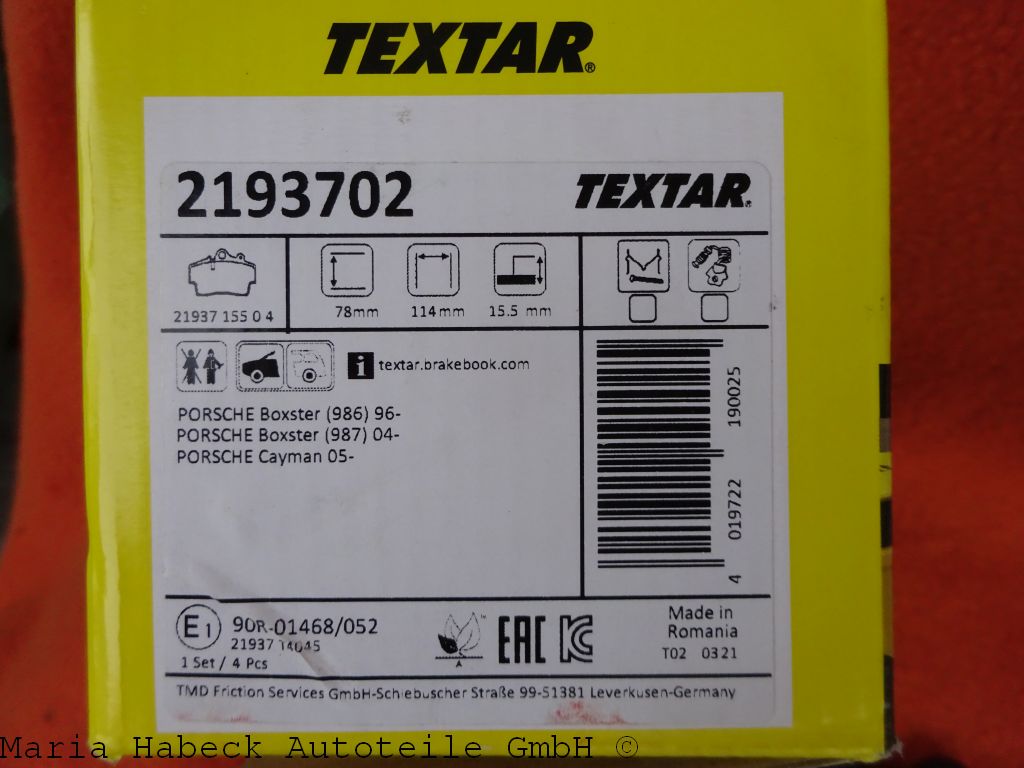 TEXTAR®
2193702
TEXTAR®
21937 155 0 4
78mm
114mm
15.5 mm
i textar.brakebook.com
PORSCHE Boxster (986) 96-
PORSCHE Boxster (987) 04-
PORSCHE Cayman 05-
4 019722 190025
E1
90R-01468/052
21937
1 Set / 4 Pcs
EAC
KC
Made in
Romania
T02 0321
TMD Friction Services GmbH-Schlebuscher Straße 99-51381 Leverkusen-Germany
Maria Habeck Autoteile GmbH ©